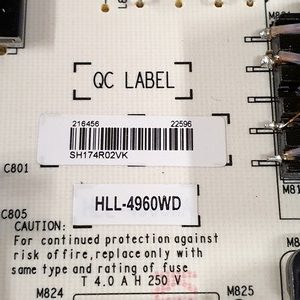 M821
QC LABEL
216456 22596
SH174R02VK
C801
HLL-4960WD
C805
CAUTION:
For continued protection against
risk of fire, replace only with
same type and rating of fuse
T 4.0 A H 250 V
M824 M825